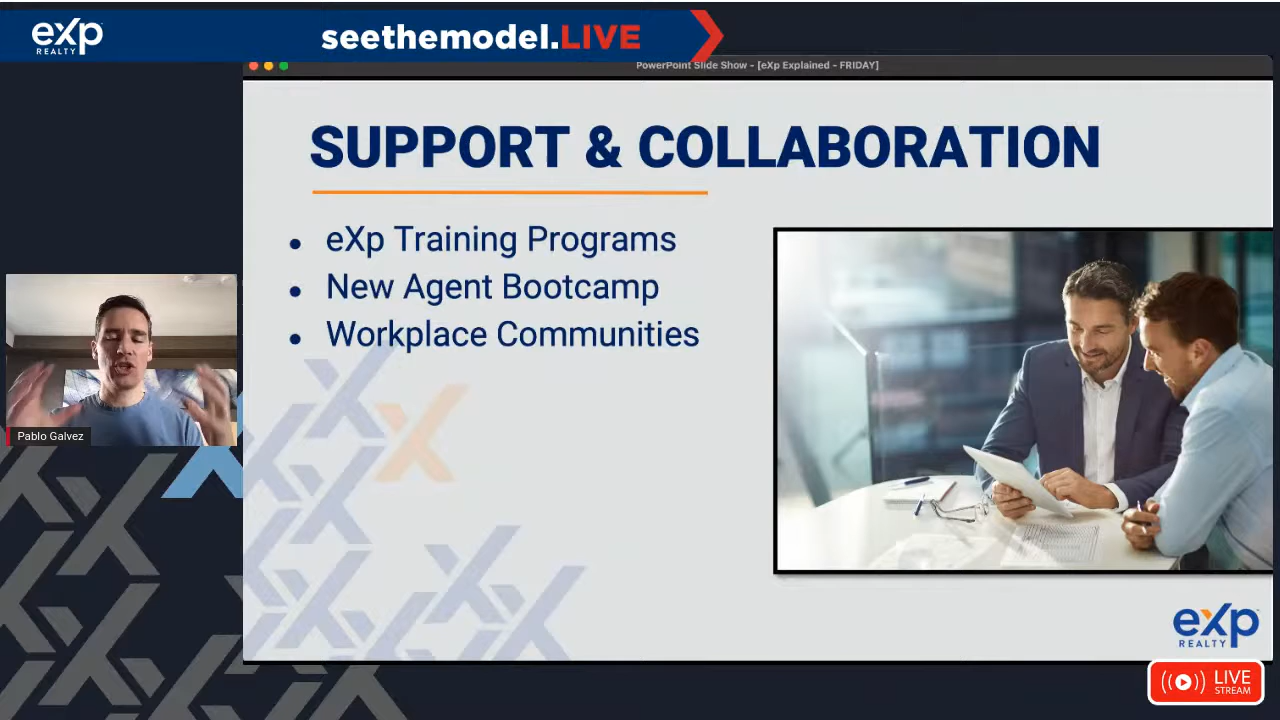 eXp
REALTY
seethemodel.LIVE
PowerPoint Slide Show - [eXp Explained - FRIDAY]
SUPPORT & COLLABORATION
• eXp Training Programs
• New Agent Bootcamp
• Workplace Communities
Pablo Galvez
eXp
REALTY
LIVE
STREAM